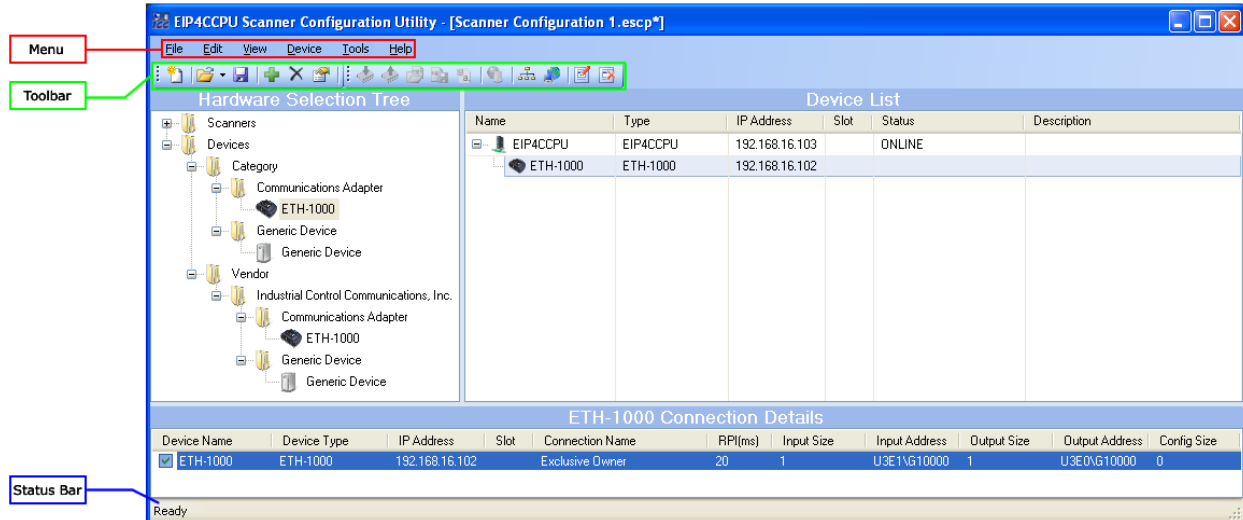 EIP4CCPU Scanner Configuration Utility - [Scanner Configuration 1.escp*]
Menu
File Edit View Device Tools Help
Toolbar
Hardware Selection Tree
Device List
Scanners
Devices
Category
Communications Adapter
ETH-1000
Generic Device
Generic Device
Vendor
Industrial Control Communications, Inc.
Communications Adapter
ETH-1000
Generic Device
Generic Device
Name Type IP Address Slot Status Description
EIP4CCPU EIP4CCPU 192.168.16.103 ONLINE
ETH-1000 ETH-1000 192.168.16.102
ETH-1000 Connection Details
Device Name Device Type IP Address Slot Connection Name RPI(ms) Input Size Input Address Output Size Output Address Config Size
ETH-1000 ETH-1000 192.168.16.102 Exclusive Owner 20 1 U3E1\G10000 1 U3E0\G10000 0
Status Bar
Ready